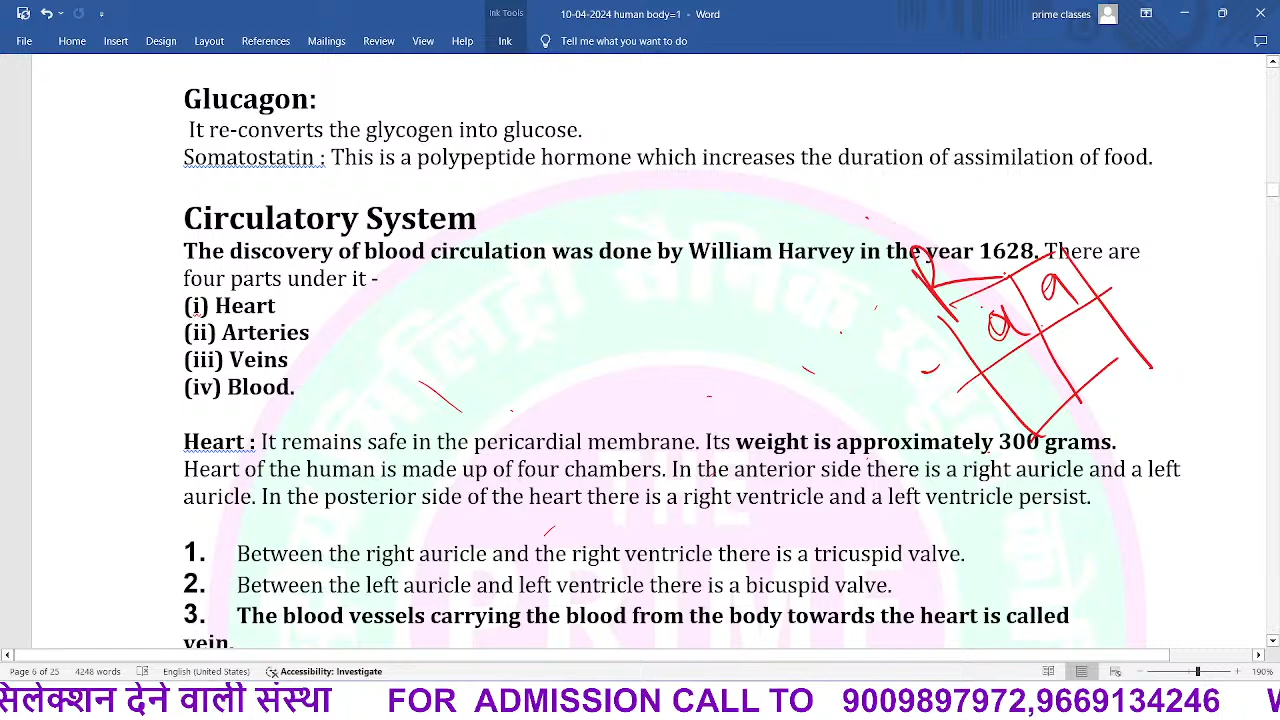 Ink Tools
10-04-2024 human body=1 - Word
prime classes
File Home Insert Design Layout References Mailings Review View Help Ink Tell me what you want to do
Glucagon:
It re-converts the glycogen into glucose.
Somatostatin : This is a polypeptide hormone which increases the duration of assimilation of food.
Circulatory System
The discovery of blood circulation was done by William Harvey in the year 1628. There are
four parts under it -
(i) Heart
(ii) Arteries
(iii) Veins
(iv) Blood.
R
a
a
Heart : It remains safe in the pericardial membrane. Its weight is approximately 300 grams.
Heart of the human is made up of four chambers. In the anterior side there is a right auricle and a left
auricle. In the posterior side of the heart there is a right ventricle and a left ventricle persist.
1. Between the right auricle and the right ventricle there is a tricuspid valve.
2. Between the left auricle and left ventricle there is a bicuspid valve.
3. The blood vessels carrying the blood from the body towards the heart is called
vein.
THE
PRIME
Page 6 of 25 4248 words English (United States) Accessibility: Investigate 190%
सिलेक्शन देने वाली संस्था FOR ADMISSION CALL TO 9009897972,9669134246 W